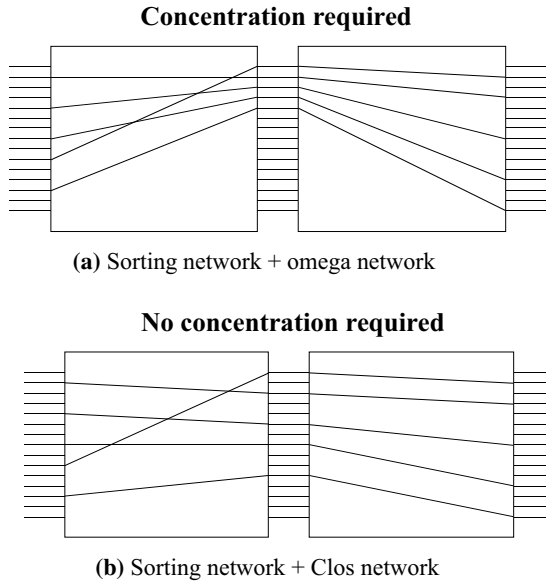 Concentration required
(a) Sorting network + omega network
No concentration required
(b) Sorting network + Clos network